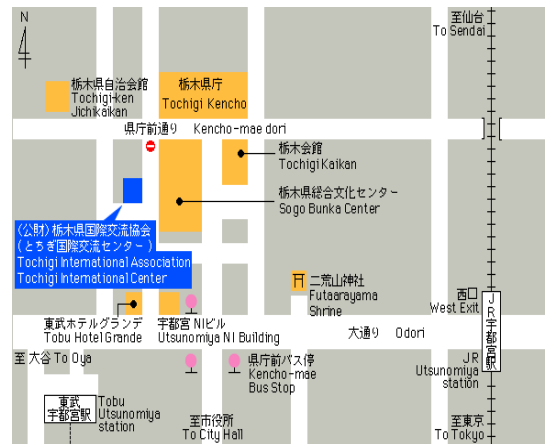 N
至仙台
To Sendai
栃木県自治会館
Tochigi-ken
Jichikaikan
栃木県庁
Tochigi Kencho
県庁前通り Kencho-mae dori
栃木会館
Tochigi Kaikan
栃木県総合文化センター
Sogo Bunka Center
(公財)栃木県国際交流協会
(とちぎ国際交流センター)
Tochigi International Association
Tochigi International Center
二荒山神社
Futaarayama
Shrine
西口
West Exit
JR宇都宮駅
東武ホテルグランデ
Tobu Hotel Grande
宇都宮 NIビル
Utsunomiya NI Building
大通り Odori
至 大谷 To Oya
県庁前バス停
Kencho-mae
Bus Stop
JR
Utsunomiya
station
東武
宇都宮駅
Tobu
Utsunomiya
station
至市役所
To City Hall
至東京
To Tokyo